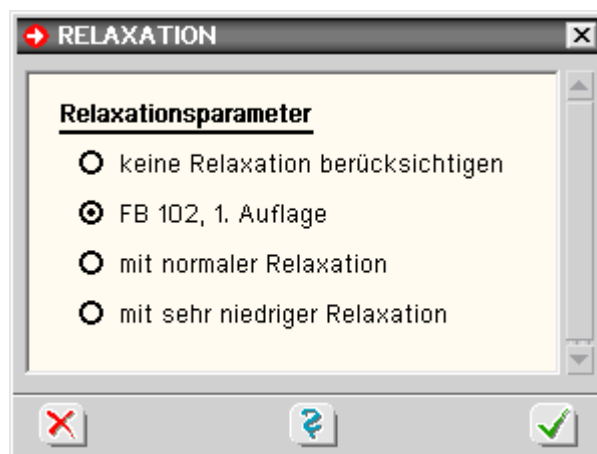 RELAXATION
Relaxationsparameter
keine Relaxation berücksichtigen
FB 102, 1. Auflage
mit normaler Relaxation
mit sehr niedriger Relaxation